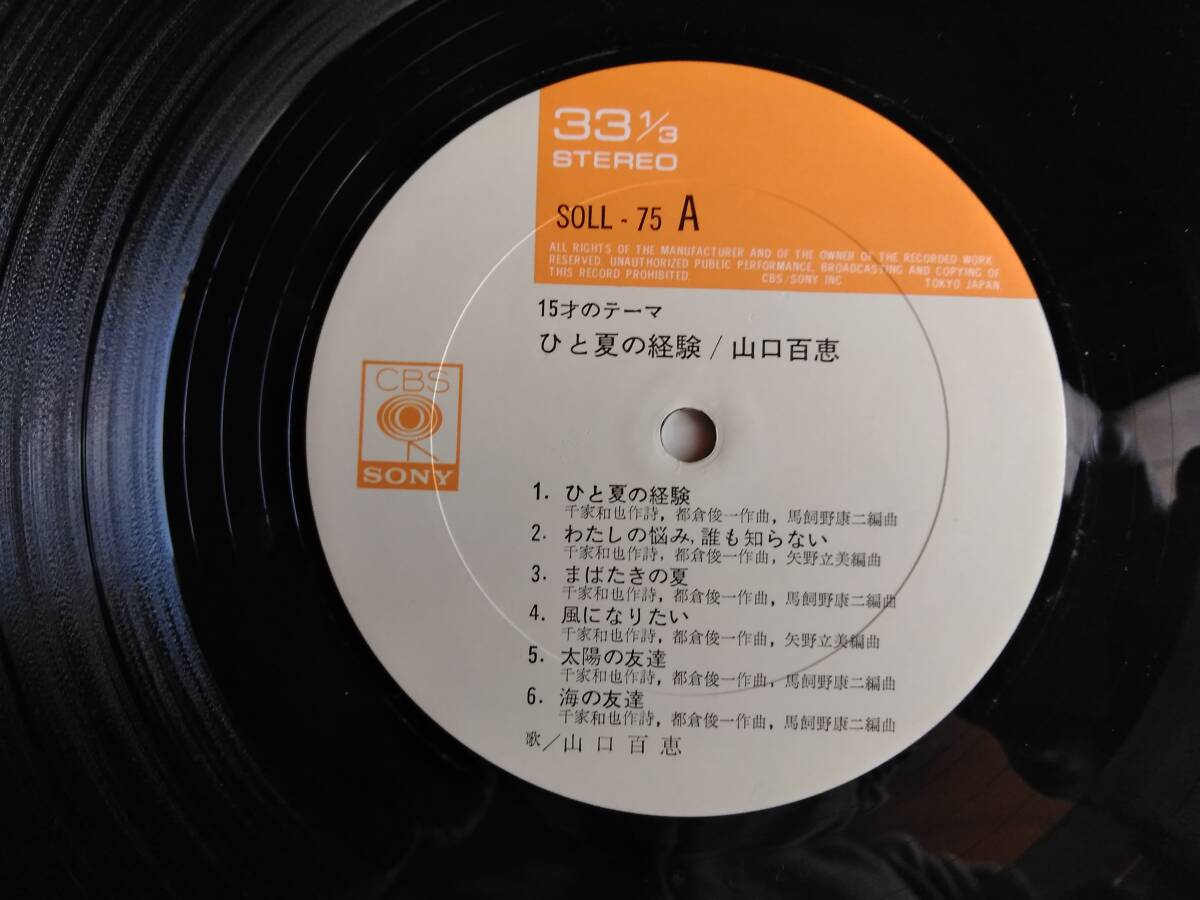 33 1/3
STEREO
SOLL - 75 A
ALL RIGHTS OF THE MANUFACTURER AND OF THE OWNER OF THE RECORDED WORK
RESERVED. UNAUTHORIZED PUBLIC PERFORMANCE, BROADCASTING AND COPYING OF
THIS RECORD PROHIBITED. CBS/SONY INC. TOKYO JAPAN
15才のテーマ
ひと夏の経験/山口百恵
CBS
SONY
1. ひと夏の経験
千家和也作詩, 都倉俊一作曲, 馬飼野康二編曲
2. わたしの悩み, 誰も知らない
千家和也作詩, 都倉俊一作曲, 矢野立美編曲
3. まばたきの夏
千家和也作詩, 都倉俊一作曲, 馬飼野康二編曲
4. 風になりたい
千家和也作詩, 都倉俊一作曲, 矢野立美編曲
5. 太陽の友達
千家和也作詩, 都倉俊一作曲, 馬飼野康二編曲
6. 海の友達
千家和也作詩, 都倉俊一作曲, 馬飼野康二編曲
歌/山口百恵